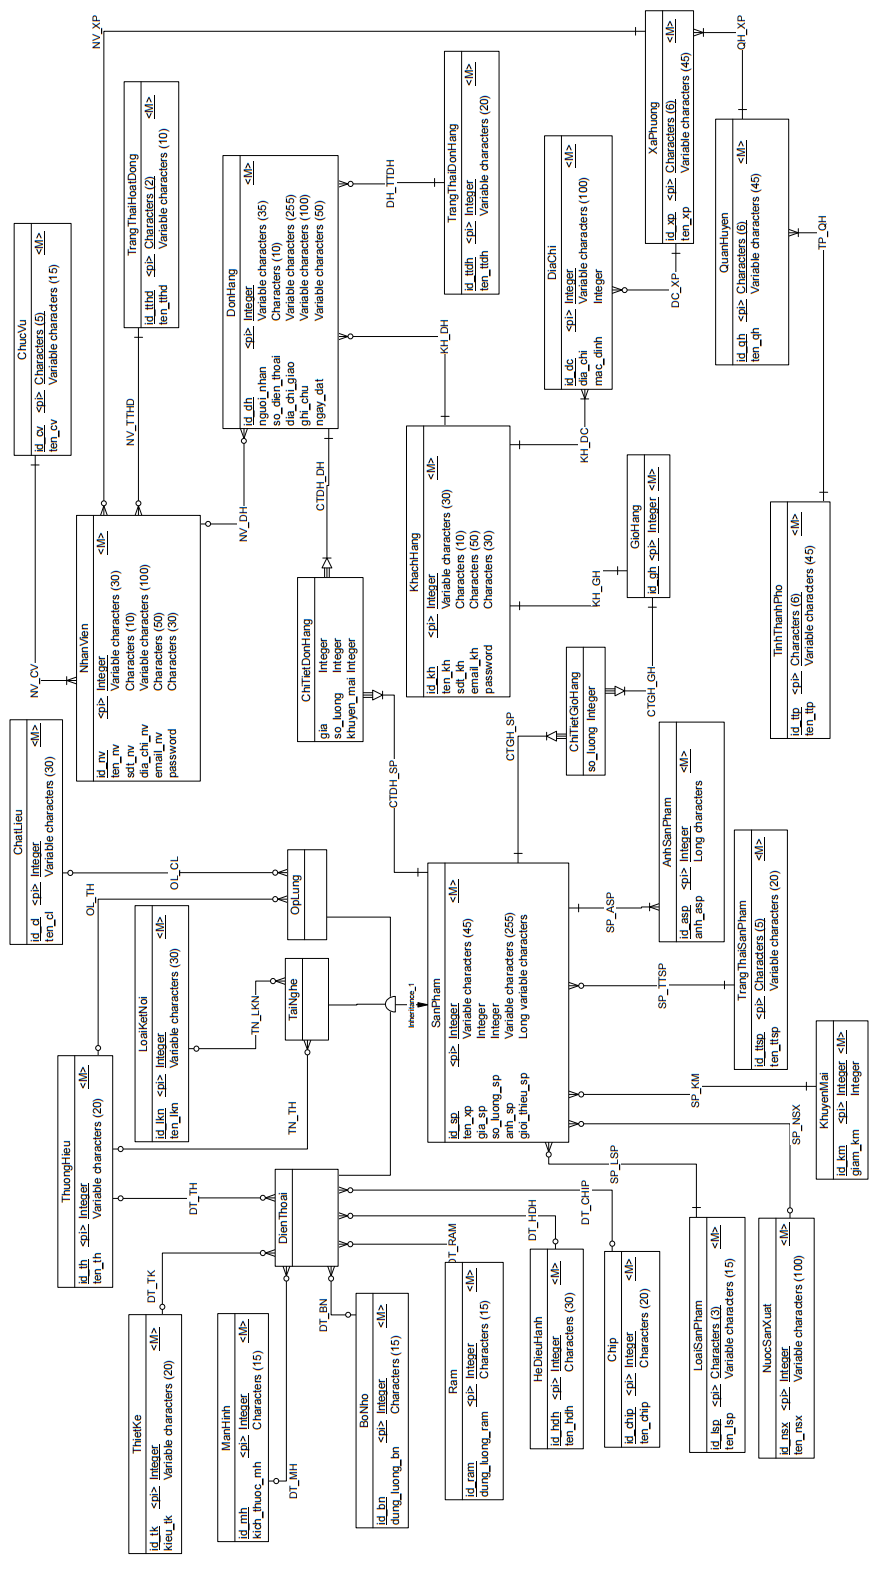 ChucVu
id_cv <pi> Characters (5) <M>
ten_cv Variable characters (15)
TrangThaiHoatDong
id_tthd <pi> Characters (2) <M>
ten_tthd Variable characters (10)
NV_XP
NV_CV
NV_TTHD
NhanVien
id_nv <pi> Integer <M>
ten_nv Variable characters (30)
sdt_nv Characters (10)
dia_chi_nv Variable characters (100)
email_nv Characters (50)
password Characters (30)
NV_DH
DonHang
id_dh <pi> Integer <M>
nguoi_nhan Variable characters (35)
so_dien_thoai Characters (10)
dia_chi_giao Variable characters (255)
ghi_chu Variable characters (100)
ngay_dat Variable characters (50)
DH_TTDH
TrangThaiDonHang
id_ttdh <pi> Integer <M>
ten_ttdh Variable characters (20)
CTDH_DH
KH_DH
ChiTietDonHang
gia Integer
so_luong Integer
khuyen_mai Integer
CTDH_SP
KhachHang
id_kh <pi> Integer <M>
ten_kh Variable characters (30)
sdt_kh Characters (10)
email_kh Characters (50)
password Characters (30)
KH_DC
DiaChi
id_dc <pi> Integer <M>
dia_chi Variable characters (100)
mac_dinh Integer
DC_XP
XaPhuong
id_xp <pi> Characters (6) <M>
ten_xp Variable characters (45)
QH_XP
QuanHuyen
id_qh <pi> Characters (6) <M>
ten_qh Variable characters (45)
TP_QH
TinhThanhPho
id_ttp <pi> Characters (6) <M>
ten_ttp Variable characters (45)
KH_GH
GioHang
id_gh <pi> Integer <M>
CTGH_GH
ChiTietGioHang
so_luong Integer
CTGH_SP
ChatLieu
id_cl <pi> Integer <M>
ten_cl Variable characters (30)
OL_CL
OL_TH
OpLung
LoaiKetNoi
id_lkn <pi> Integer <M>
ten_lkn Variable characters (30)
TN_LKN
TaiNghe
TN_TH
Inheritance_1
ThuongHieu
id_th <pi> Integer <M>
ten_th Variable characters (20)
DT_TH
SanPham
id_sp <pi> Integer <M>
ten_xp Variable characters (45)
gia_sp Integer
so_luong_sp Integer
anh_sp Variable characters (255)
gioi_thieu_sp Long variable characters
SP_ASP
AnhSanPham
id_asp <pi> Integer <M>
anh_asp Long characters
SP_TTSP
TrangThaiSanPham
id_ttsp <pi> Characters (5) <M>
ten_ttsp Variable characters (20)
SP_KM
KhuyenMai
id_km <pi> Integer <M>
giam_km Integer
SP_NSX
SP_LSP
DienThoai
DT_TK
DT_MH
DT_BN
DT_RAM
DT_HDH
DT_CHIP
ThietKe
id_tk <pi> Integer <M>
kieu_tk Variable characters (20)
ManHinh
id_mh <pi> Integer <M>
kich_thuoc_mh Characters (15)
BoNho
id_bn <pi> Integer <M>
dung_luong_bn Characters (15)
Ram
id_ram <pi> Integer <M>
dung_luong_ram Characters (15)
HeDieuHanh
id_hdh <pi> Integer <M>
ten_hdh Characters (30)
Chip
id_chip <pi> Integer <M>
ten_chip Characters (20)
LoaiSanPham
id_lsp <pi> Characters (3) <M>
ten_lsp Variable characters (15)
NuocSanXuat
id_nsx <pi> Integer <M>
ten_nsx Variable characters (100)